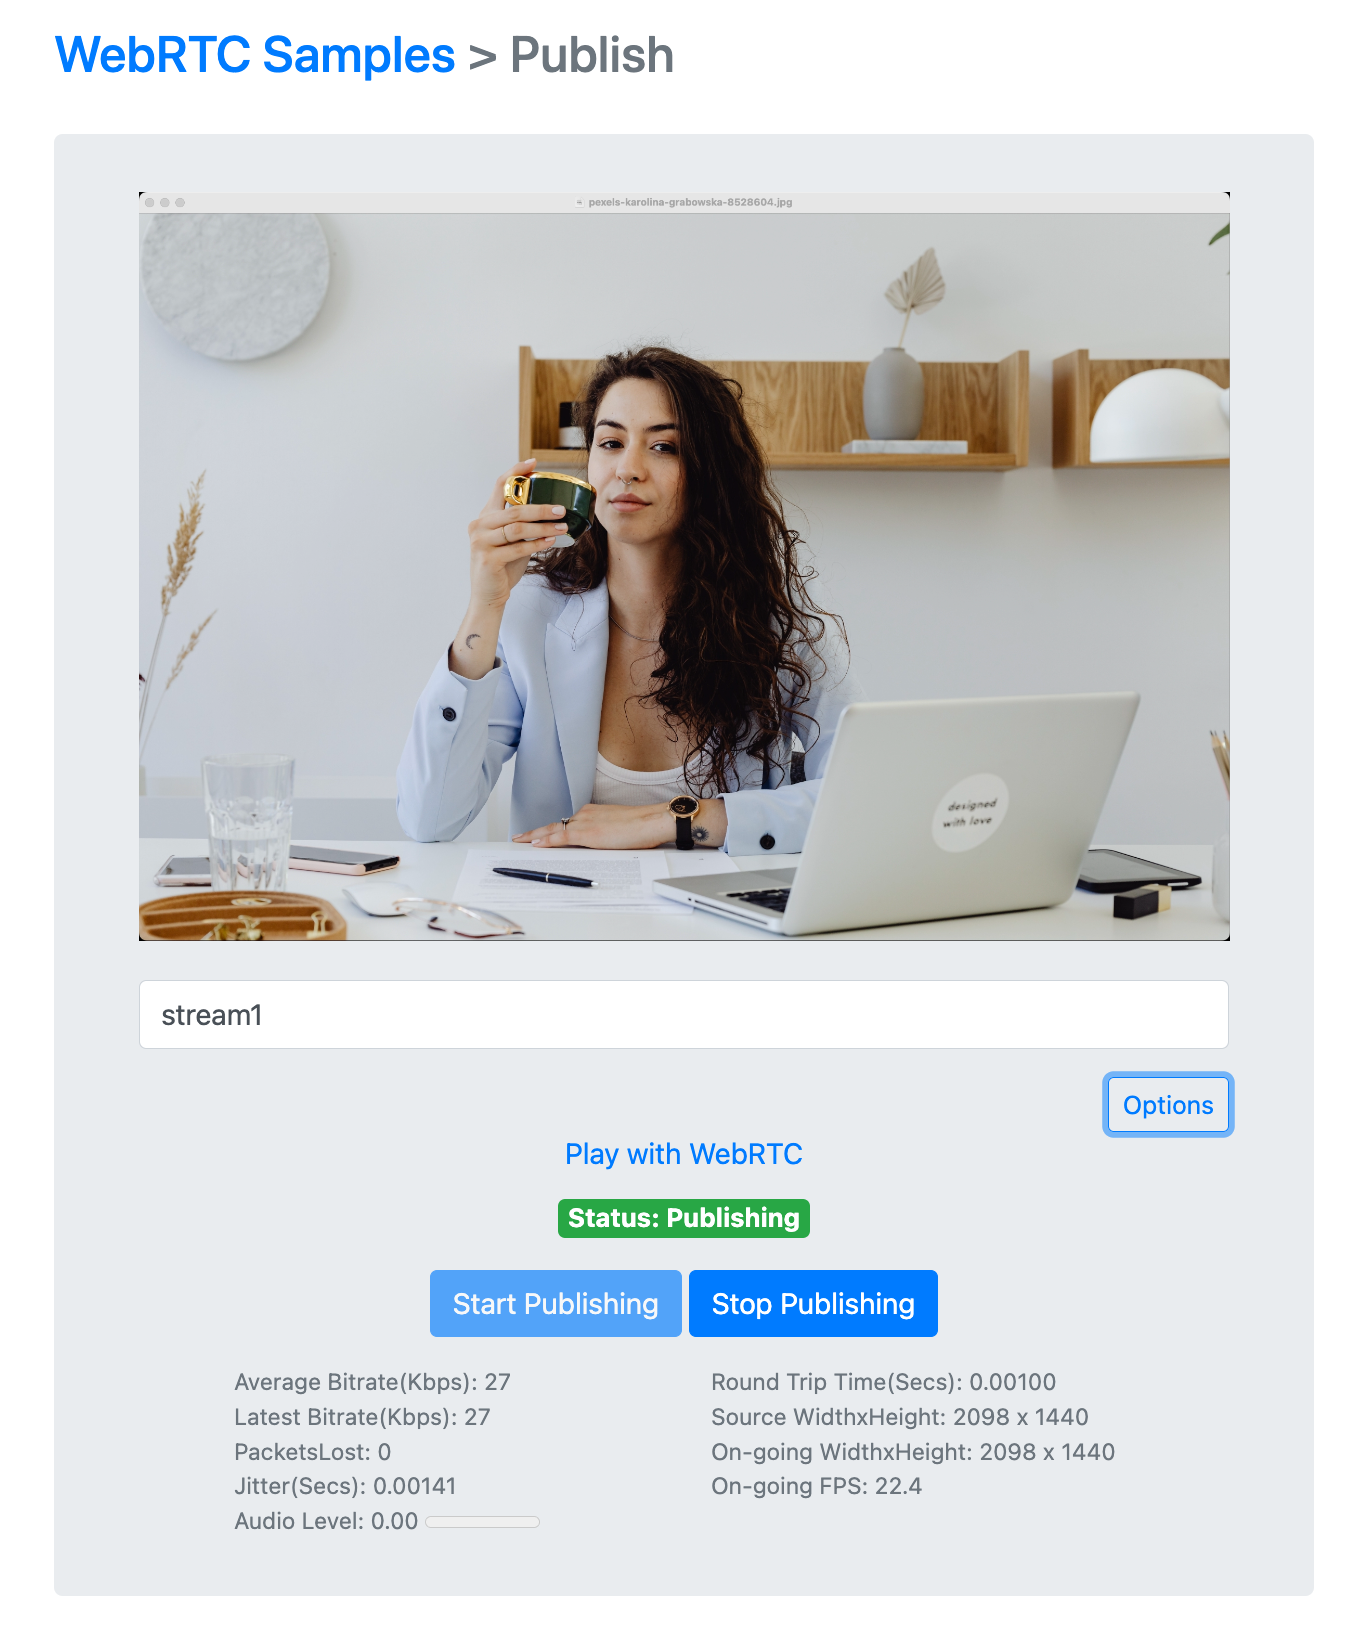 WebRTC Samples > Publish
pexels-karolina-grabowska-8528604.jpg
designed
with love
stream1
Options
Play with WebRTC
Status: Publishing
Start Publishing Stop Publishing
Average Bitrate(Kbps): 27
Latest Bitrate(Kbps): 27
PacketsLost: 0
Jitter(Secs): 0.00141
Audio Level: 0.00
Round Trip Time(Secs): 0.00100
Source WidthxHeight: 2098 x 1440
On-going WidthxHeight: 2098 x 1440
On-going FPS: 22.4